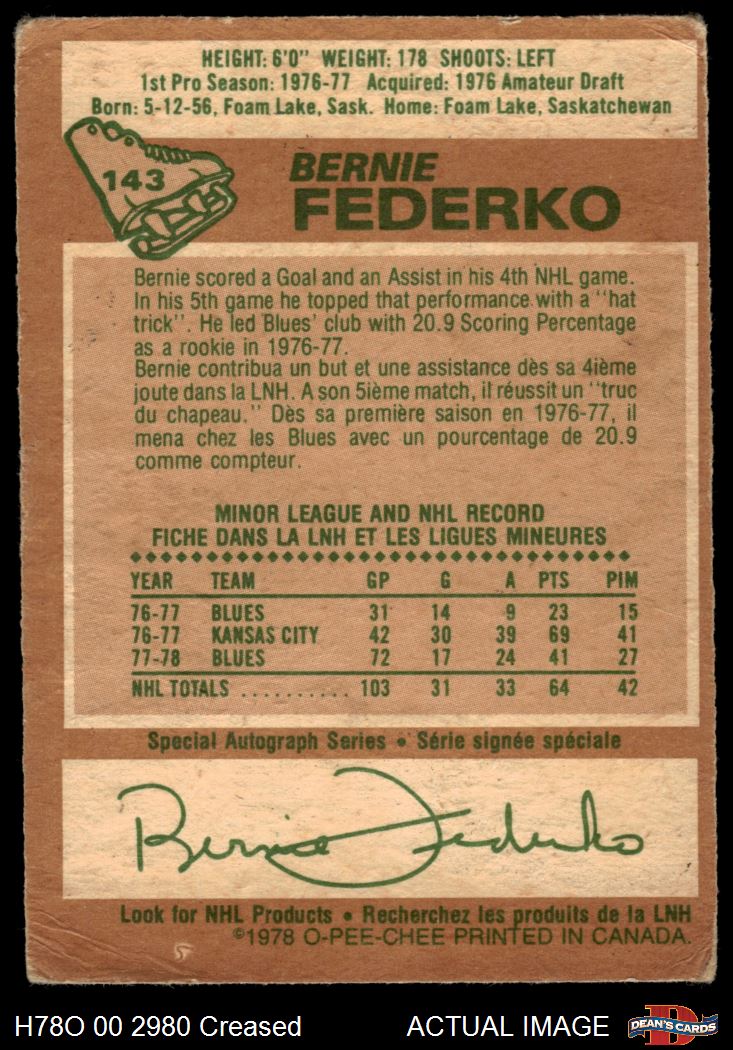 HEIGHT: 6'0" WEIGHT: 178 SHOOTS: LEFT
1st Pro Season: 1976-77 Acquired: 1976 Amateur Draft
Born: 5-12-56, Foam Lake, Sask. Home: Foam Lake, Saskatchewan
143
BERNIE
FEDERKO
Bernie scored a Goal and an Assist in his 4th NHL game.
In his 5th game he topped that performance with a "hat
trick". He led Blues' club with 20.9 Scoring Percentage
as a rookie in 1976-77.
Bernie contribua un but et une assistance dès sa 4ième
joute dans la LNH. A son 5ième match, il réussit un "truc
du chapeau." Dès sa première saison en 1976-77, il
mena chez les Blues avec un pourcentage de 20.9
comme compteur.
MINOR LEAGUE AND NHL RECORD
FICHE DANS LA LNH ET LES LIGUES MINEURES
YEAR TEAM GP G A PTS PIM
76-77 BLUES 31 14 9 23 15
76-77 KANSAS CITY 42 30 39 69 41
77-78 BLUES 72 17 24 41 27
NHL TOTALS .......... 103 31 33 64 42
Special Autograph Series • Série signée spéciale
Bernie Federko
Look for NHL Products • Recherchez les produits de la LNH
©1978 O-PEE-CHEE PRINTED IN CANADA.
H78O 00 2980 Creased ACTUAL IMAGE DEAN'S CARDS